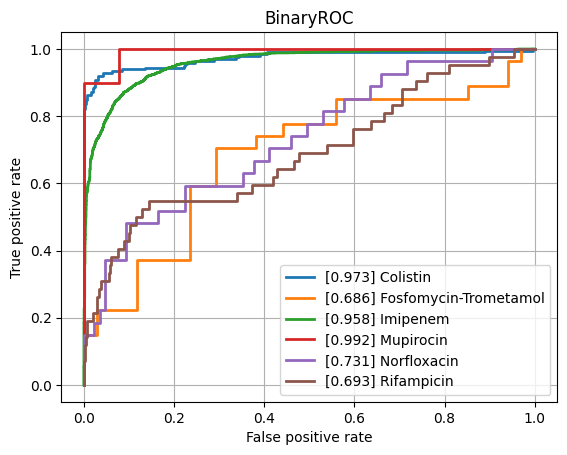 BinaryROC
True positive rate
1.0
0.8
0.6
0.4
0.2
0.0
[0.973] Colistin
[0.686] Fosfomycin-Trometamol
[0.958] Imipenem
[0.992] Mupirocin
[0.731] Norfloxacin
[0.693] Rifampicin
0.0 0.2 0.4 0.6 0.8 1.0
False positive rate